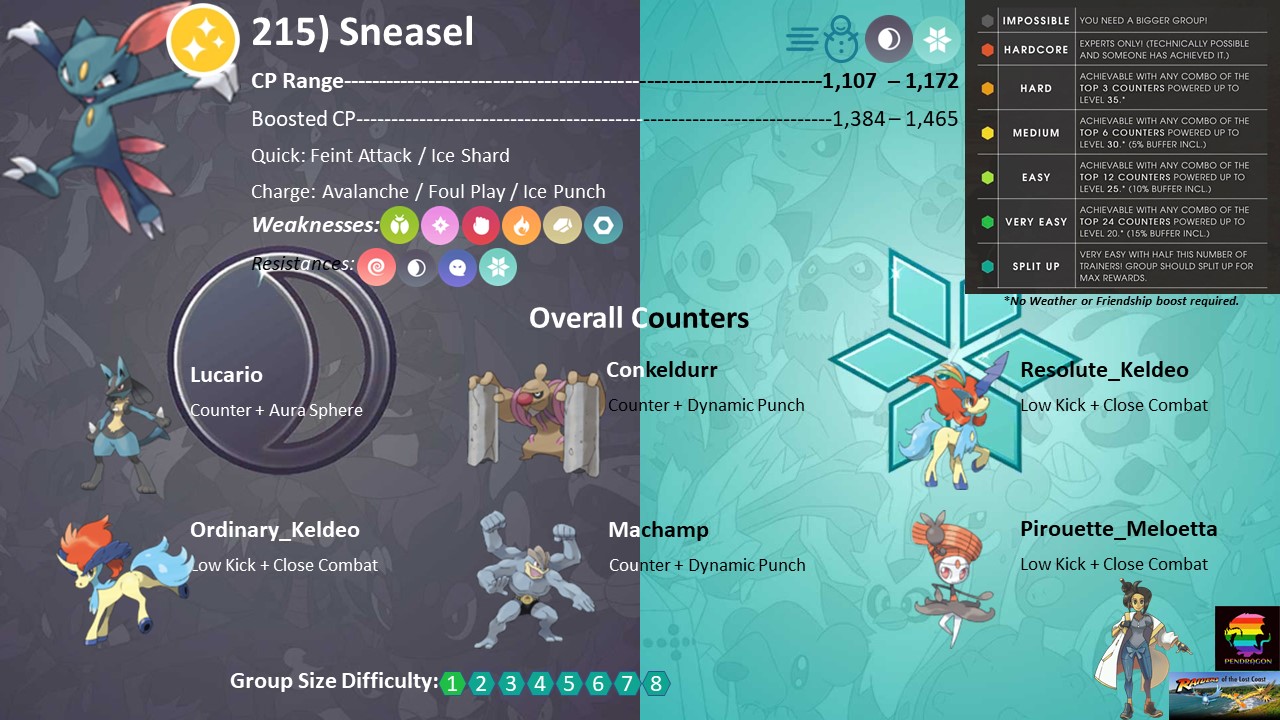 215) Sneasel
CP Range--------------------------------------------------------------------1,107 – 1,172
Boosted CP--------------------------------------------------------------------1,384 – 1,465
Quick: Feint Attack / Ice Shard
Charge: Avalanche / Foul Play / Ice Punch
Weaknesses:
Resistances:
IMPOSSIBLE YOU NEED A BIGGER GROUP!
HARDCORE EXPERTS ONLY! (TECHNICALLY POSSIBLE
AND SOMEONE HAS ACHIEVED IT.)
HARD ACHIEVABLE WITH ANY COMBO OF THE
TOP 3 COUNTERS POWERED UP TO
LEVEL 35.*
MEDIUM ACHIEVABLE WITH ANY COMBO OF THE
TOP 6 COUNTERS POWERED UP TO
LEVEL 30.* (5% BUFFER INCL.)
EASY ACHIEVABLE WITH ANY COMBO OF THE
TOP 12 COUNTERS POWERED UP TO
LEVEL 25.* (10% BUFFER INCL.)
VERY EASY ACHIEVABLE WITH ANY COMBO OF THE
TOP 24 COUNTERS POWERED UP TO
LEVEL 20.* (15% BUFFER INCL.)
SPLIT UP VERY EASY WITH HALF THIS NUMBER OF
TRAINERS! GROUP SHOULD SPLIT UP FOR
MAX REWARDS.
*No Weather or Friendship boost required.
Overall Counters
Lucario
Counter + Aura Sphere
Conkeldurr
Counter + Dynamic Punch
Resolute_Keldeo
Low Kick + Close Combat
Ordinary_Keldeo
Low Kick + Close Combat
Machamp
Counter + Dynamic Punch
Pirouette_Meloetta
Low Kick + Close Combat
Group Size Difficulty: 1 2 3 4 5 6 7 8
PENDRAGON
RAIDERS of the Lost Coast